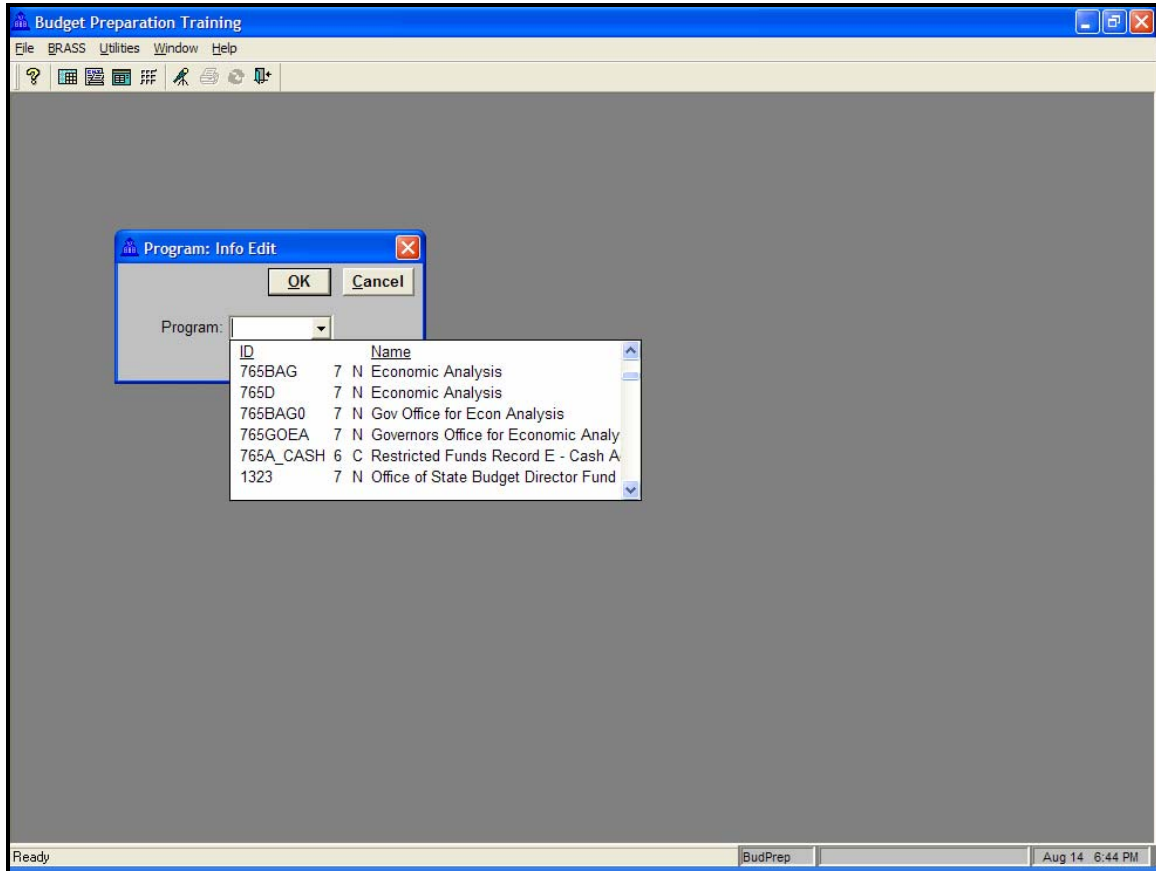 Budget Preparation Training
File BRASS Utilities Window Help
Program: Info Edit
OK Cancel
Program:
ID Name
765BAG 7 N Economic Analysis
765D 7 N Economic Analysis
765BAG0 7 N Gov Office for Econ Analysis
765GOEA 7 N Governors Office for Economic Analy
765A_CASH 6 C Restricted Funds Record E - Cash A
1323 7 N Office of State Budget Director Fund
Ready BudPrep Aug 14 6:44 PM